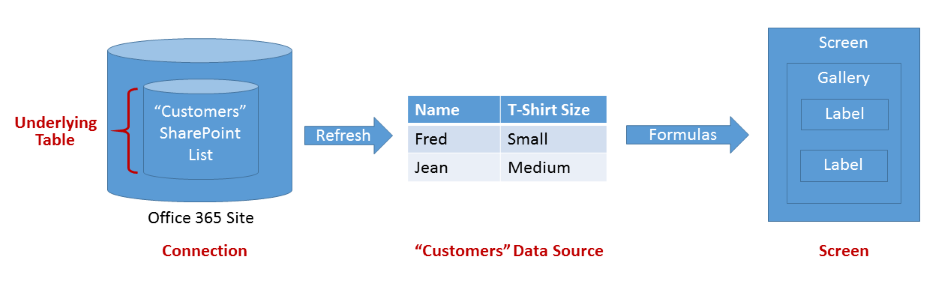 Underlying
Table
“Customers”
SharePoint
List
Office 365 Site
Connection
Refresh
Name T-Shirt Size
Fred Small
Jean Medium
“Customers” Data Source
Formulas
Screen
Gallery
Label
Label
Screen